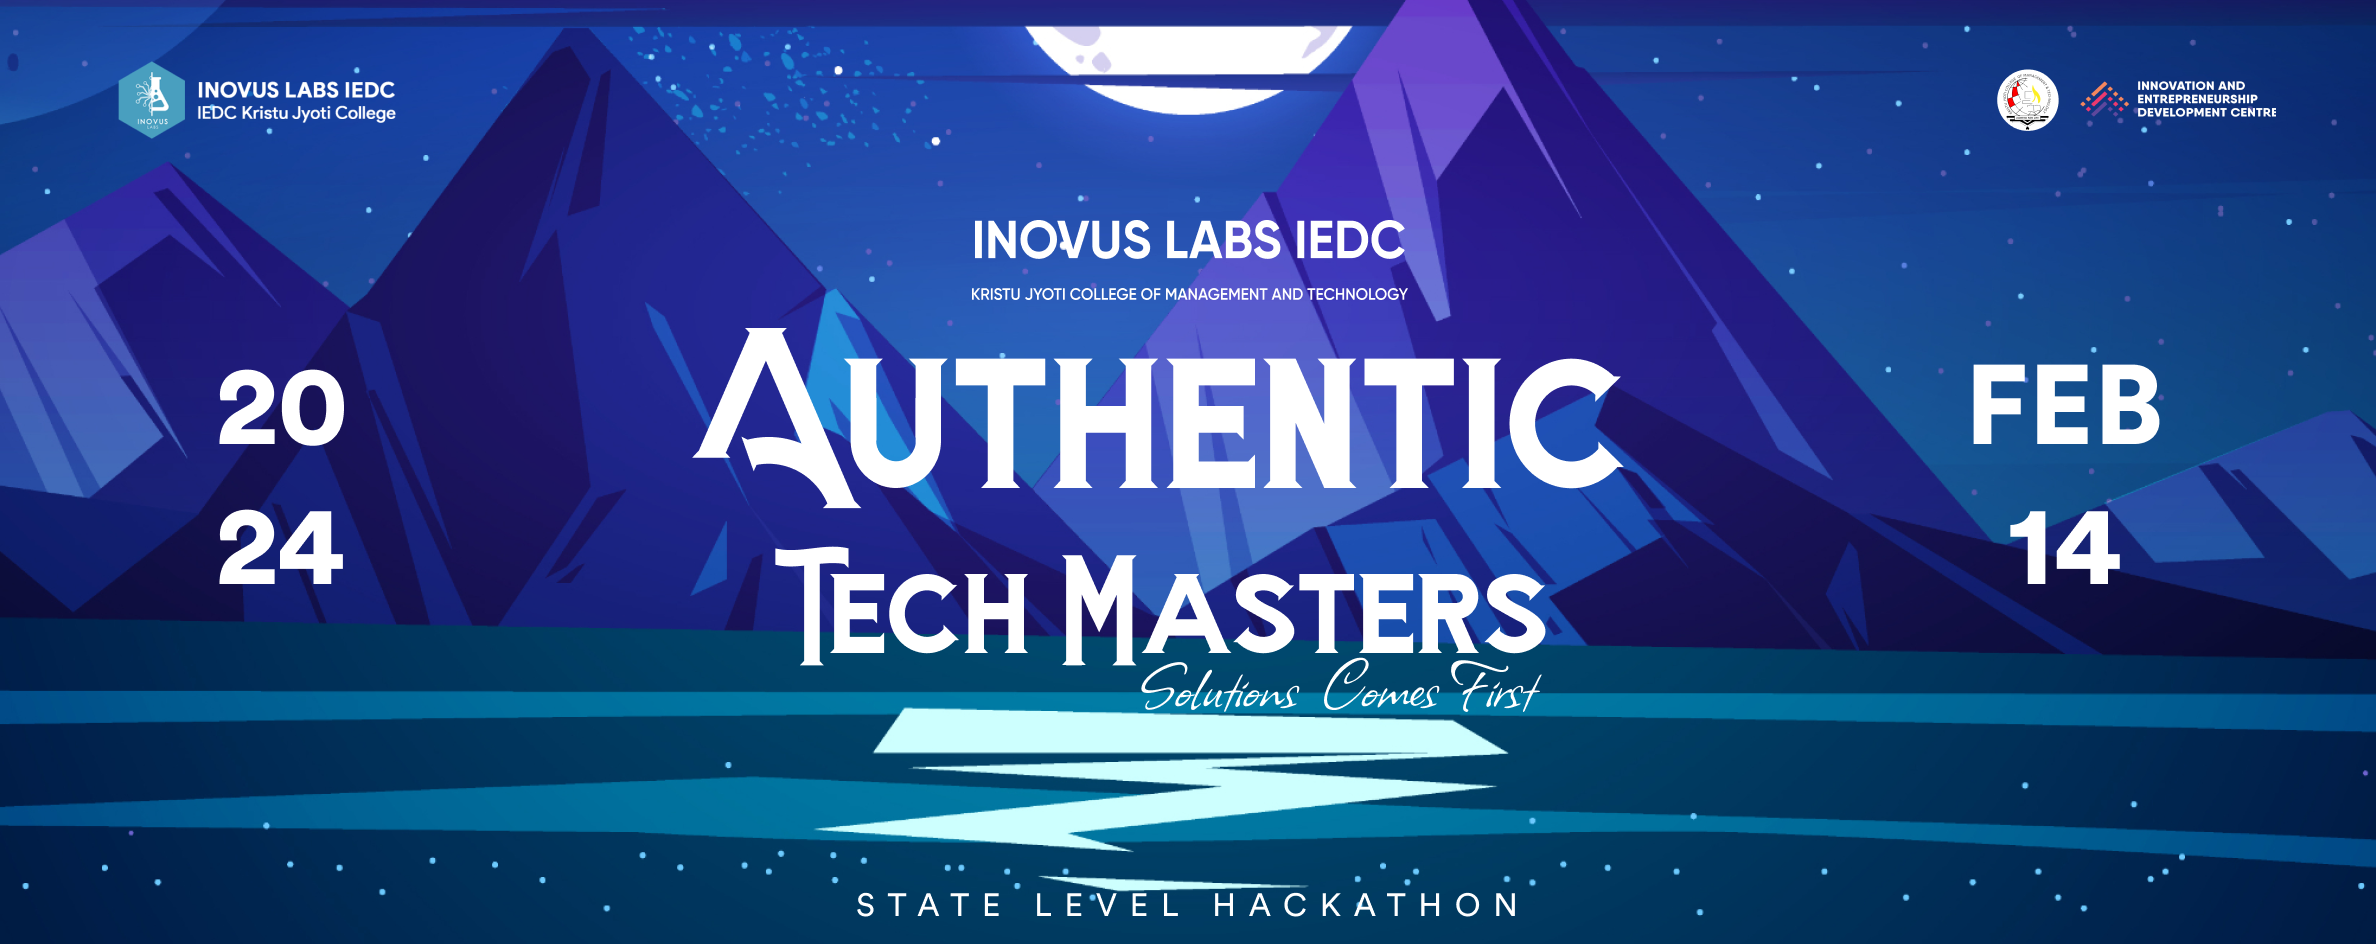 INOVUS LABS IEDC
IEDC Kristu Jyoti College
INOVUS
LABS
INNOVATION AND
ENTREPRENEURSHIP
DEVELOPMENT CENTRE
INOVUS LABS IEDC
KRISTU JYOTI COLLEGE OF MANAGEMENT AND TECHNOLOGY
20
24
AUTHENTIC
TECH MASTERS
Solutions Comes First
FEB
14
STATE LEVEL HACKATHON